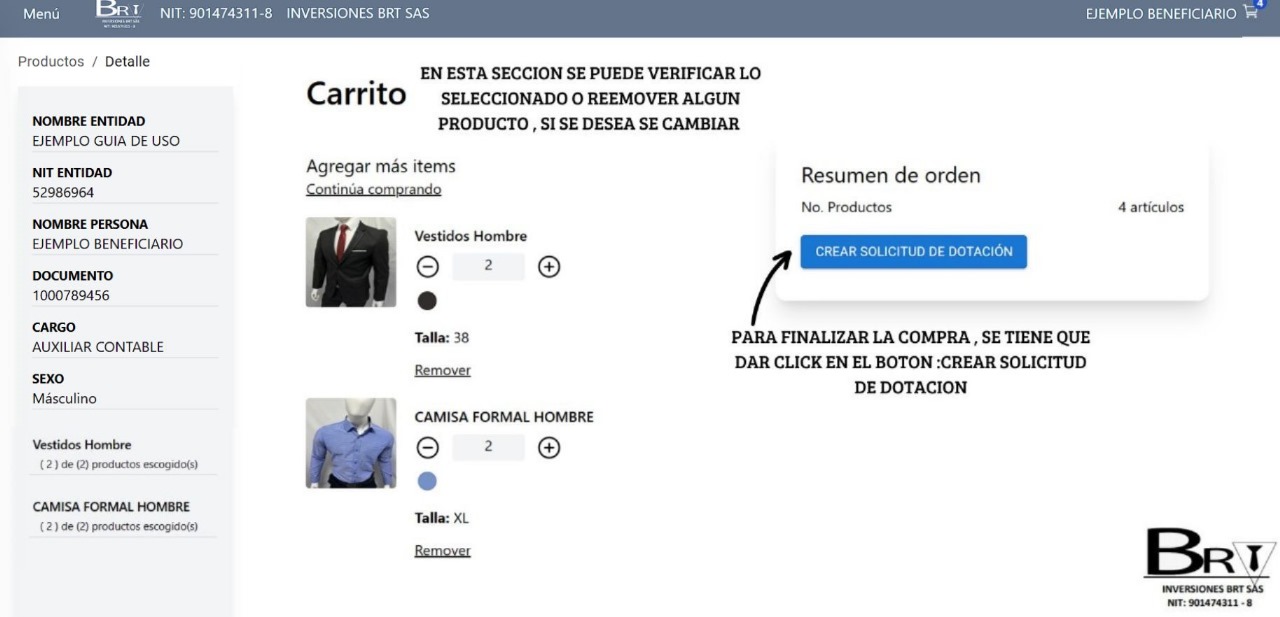 Menú
BRT
NIT: 901474311-8 INVERSIONES BRT SAS
EJEMPLO BENEFICIARIO
4
Productos / Detalle
NOMBRE ENTIDAD
EJEMPLO GUIA DE USO
NIT ENTIDAD
52986964
NOMBRE PERSONA
EJEMPLO BENEFICIARIO
DOCUMENTO
1000789456
CARGO
AUXILIAR CONTABLE
SEXO
Másculino
Vestidos Hombre
( 2 ) de (2) productos escogido(s)
CAMISA FORMAL HOMBRE
( 2 ) de (2) productos escogido(s)
Carrito
EN ESTA SECCION SE PUEDE VERIFICAR LO
SELECCIONADO O REEMOVER ALGUN
PRODUCTO , SI SE DESEA SE CAMBIAR
Agregar más items
Continúa comprando
Vestidos Hombre
2
Talla: 38
Remover
CAMISA FORMAL HOMBRE
2
Talla: XL
Remover
Resumen de orden
No. Productos 4 artículos
CREAR SOLICITUD DE DOTACIÓN
PARA FINALIZAR LA COMPRA , SE TIENE QUE
DAR CLICK EN EL BOTON :CREAR SOLICITUD
DE DOTACION
BRT
INVERSIONES BRT SAS
NIT: 901474311 - 8